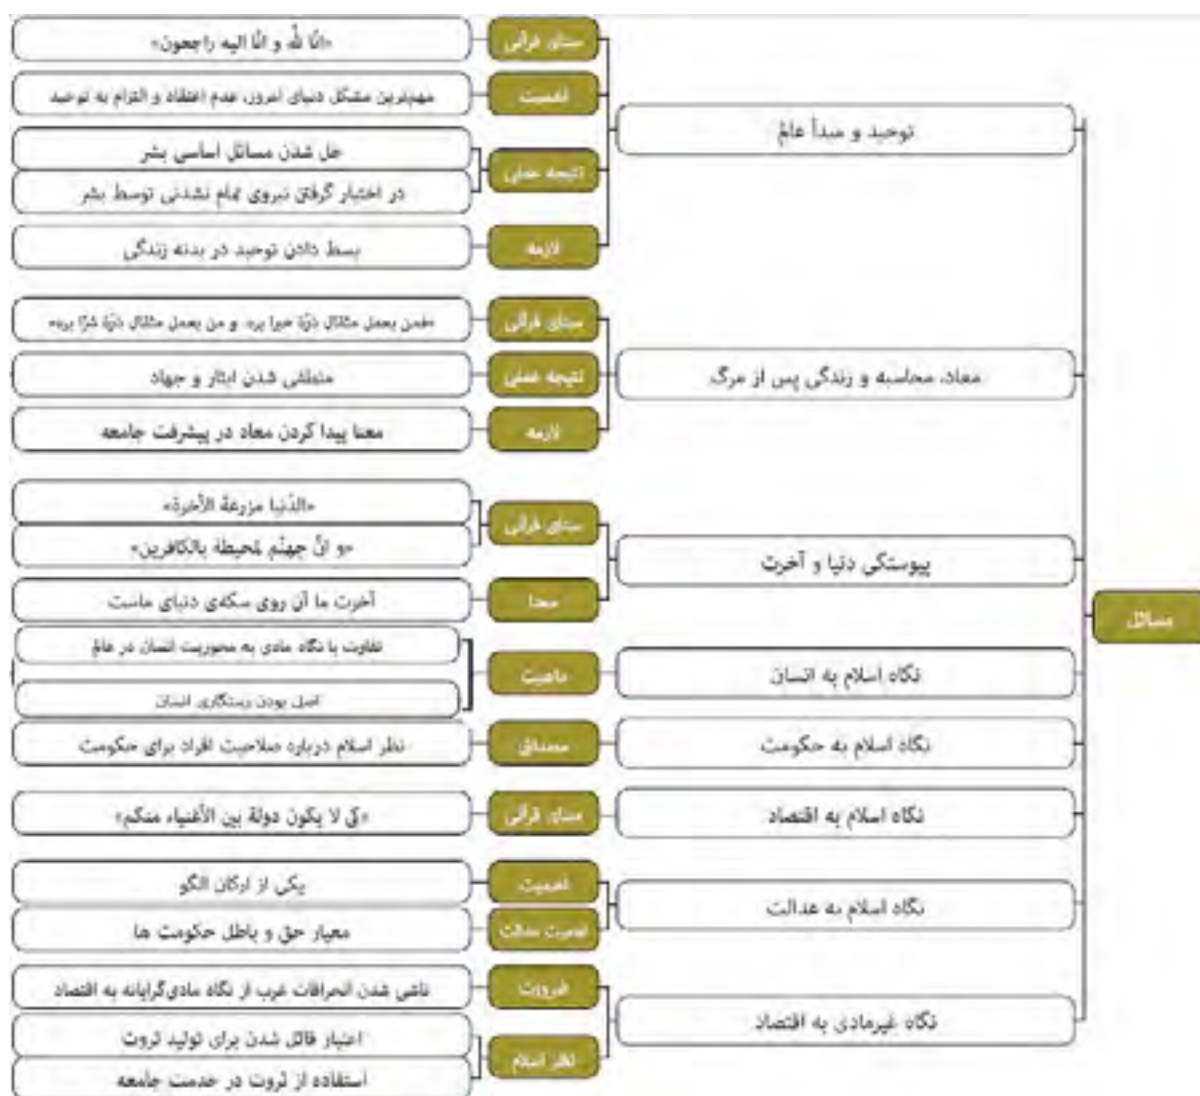 مسائل
توحید و مبدأ عالم
مبنای قرآنی
«انّا لله و انّا الیه راجعون»
اهمیت
مهم‌ترین مشکل دنیای امروز، عدم اعتقاد و التزام به توحید
نتیجه عملی
حل شدن مسائل اساسی بشر
در اختیار گرفتن نیروی تمام نشدنی توسط بشر
لازمه
بسط دادن توحید در بدنه زندگی
معاد، محاسبه و زندگی پس از مرگ
مبنای قرآنی
«فمن یعمل مثقال ذرّة خیرا یره و من یعمل مثقال ذرّة شرّا یره»
نتیجه عملی
منطقی شدن ایثار و جهاد
لازمه
معنا پیدا کردن معاد در پیشرفت جامعه
پیوستگی دنیا و آخرت
مبنای قرآنی
«الدّنیا مزرعة الأخرة»
«و انّ جهنّم لمحیطة بالکافرین»
معنا
آخرت ما آن روی سکه‌ی دنیای ماست
نگاه اسلام به انسان
ماهیت
تفاوت با نگاه مادی به محوریت انسان در عالم
اصل بودن رستگاری انسان
نگاه اسلام به حکومت
مصداق
نظر اسلام درباره صلاحیت افراد برای حکومت
نگاه اسلام به اقتصاد
مبنای قرآنی
«کی لا یکون دولة بین الأغنیاء منکم»
نگاه اسلام به عدالت
اهمیت
یکی از ارکان الگو
اهمیت عدالت
معیار حق و باطل حکومت ها
نگاه غیرمادی به اقتصاد
ضرورت
ناشی شدن انحرافات غرب از نگاه مادی‌گرایانه به اقتصاد
نظر اسلام
اعتبار قائل شدن برای تولید ثروت
استفاده از ثروت در خدمت جامعه